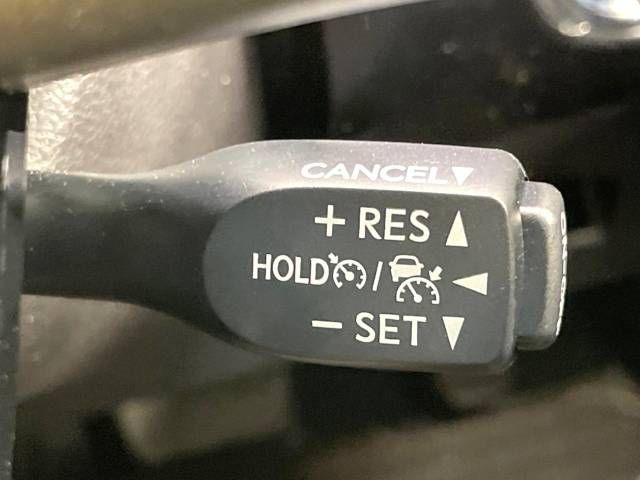 CANCEL▼
+ RES ▲
HOLD / ◀
− SET ▼